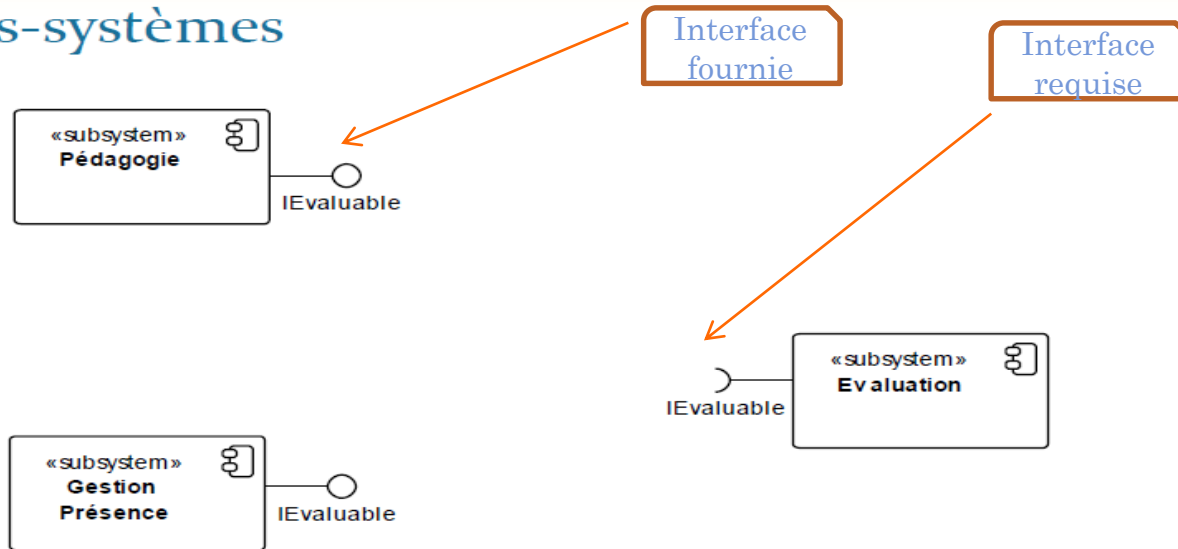 s-systèmes
Interface
fournie
Interface
requise
«subsystem»
Pédagogie
IEvaluable
«subsystem»
Evaluation
IEvaluable
«subsystem»
Gestion
Présence
IEvaluable